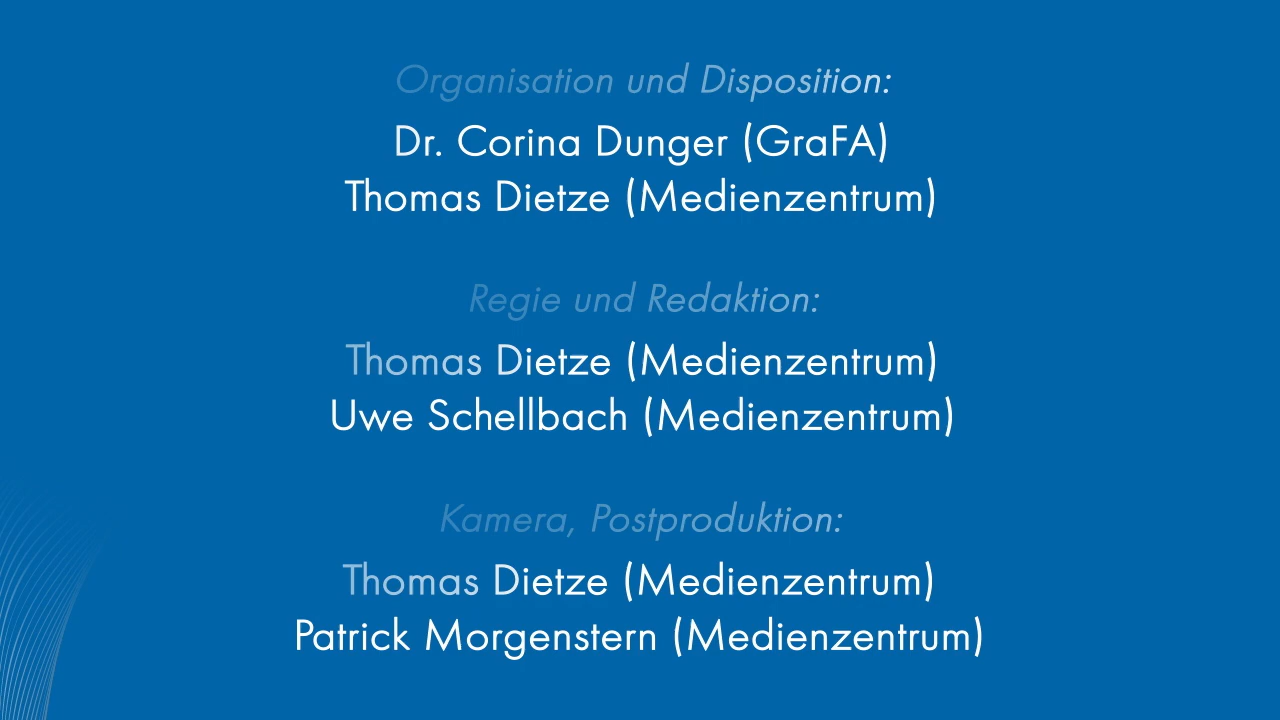 Organisation und Disposition:
Dr. Corina Dunger (GraFA)
Thomas Dietze (Medienzentrum)
Regie und Redaktion:
Thomas Dietze (Medienzentrum)
Uwe Schellbach (Medienzentrum)
Kamera, Postproduktion:
Thomas Dietze (Medienzentrum)
Patrick Morgenstern (Medienzentrum)